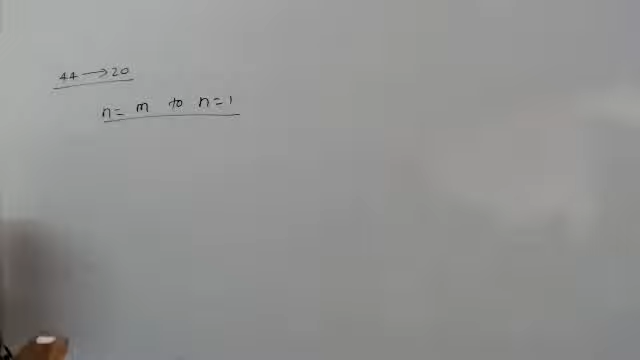 44 → 20
n = m to n = 1